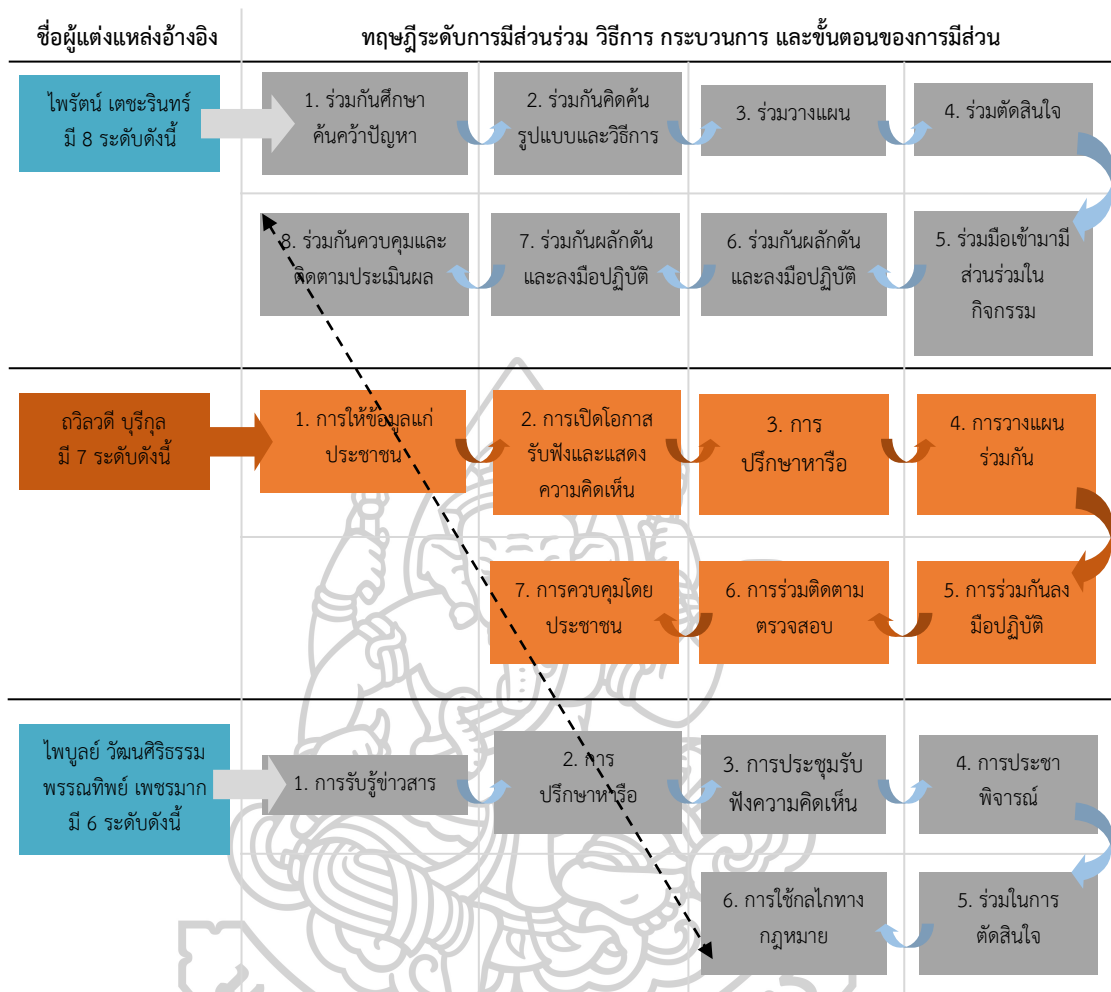 ชื่อผู้แต่งแหล่งอ้างอิง
ทฤษฎีระดับการมีส่วนร่วม วิธีการ กระบวนการ และขั้นตอนของการมีส่วน
ไพรัตน์ เตชะรินทร์
มี 8 ระดับดังนี้
1. ร่วมกันศึกษา
ค้นคว้าปัญหา
2. ร่วมกันคิดค้น
รูปแบบและวิธีการ
3. ร่วมวางแผน
4. ร่วมตัดสินใจ
5. ร่วมมือเข้ามามี
ส่วนร่วมใน
กิจกรรม
6. ร่วมกันผลักดัน
และลงมือปฏิบัติ
7. ร่วมกันผลักดัน
และลงมือปฏิบัติ
8. ร่วมกันควบคุมและ
ติดตามประเมินผล
ถวิลวดี บุรีกุล
มี 7 ระดับดังนี้
1. การให้ข้อมูลแก่
ประชาชน
2. การเปิดโอกาส
รับฟังและแสดง
ความคิดเห็น
3. การ
ปรึกษาหารือ
4. การวางแผน
ร่วมกัน
5. การร่วมกันลง
มือปฏิบัติ
6. การร่วมติดตาม
ตรวจสอบ
7. การควบคุมโดย
ประชาชน
ไพบูลย์ วัฒนศิริธรรม
พรรณทิพย์ เพชรมาก
มี 6 ระดับดังนี้
1. การรับรู้ข่าวสาร
2. การ
ปรึกษาหารือ
3. การประชุมรับ
ฟังความคิดเห็น
4. การประชา
พิจารณ์
5. ร่วมในการ
ตัดสินใจ
6. การใช้กลไกทาง
กฎหมาย